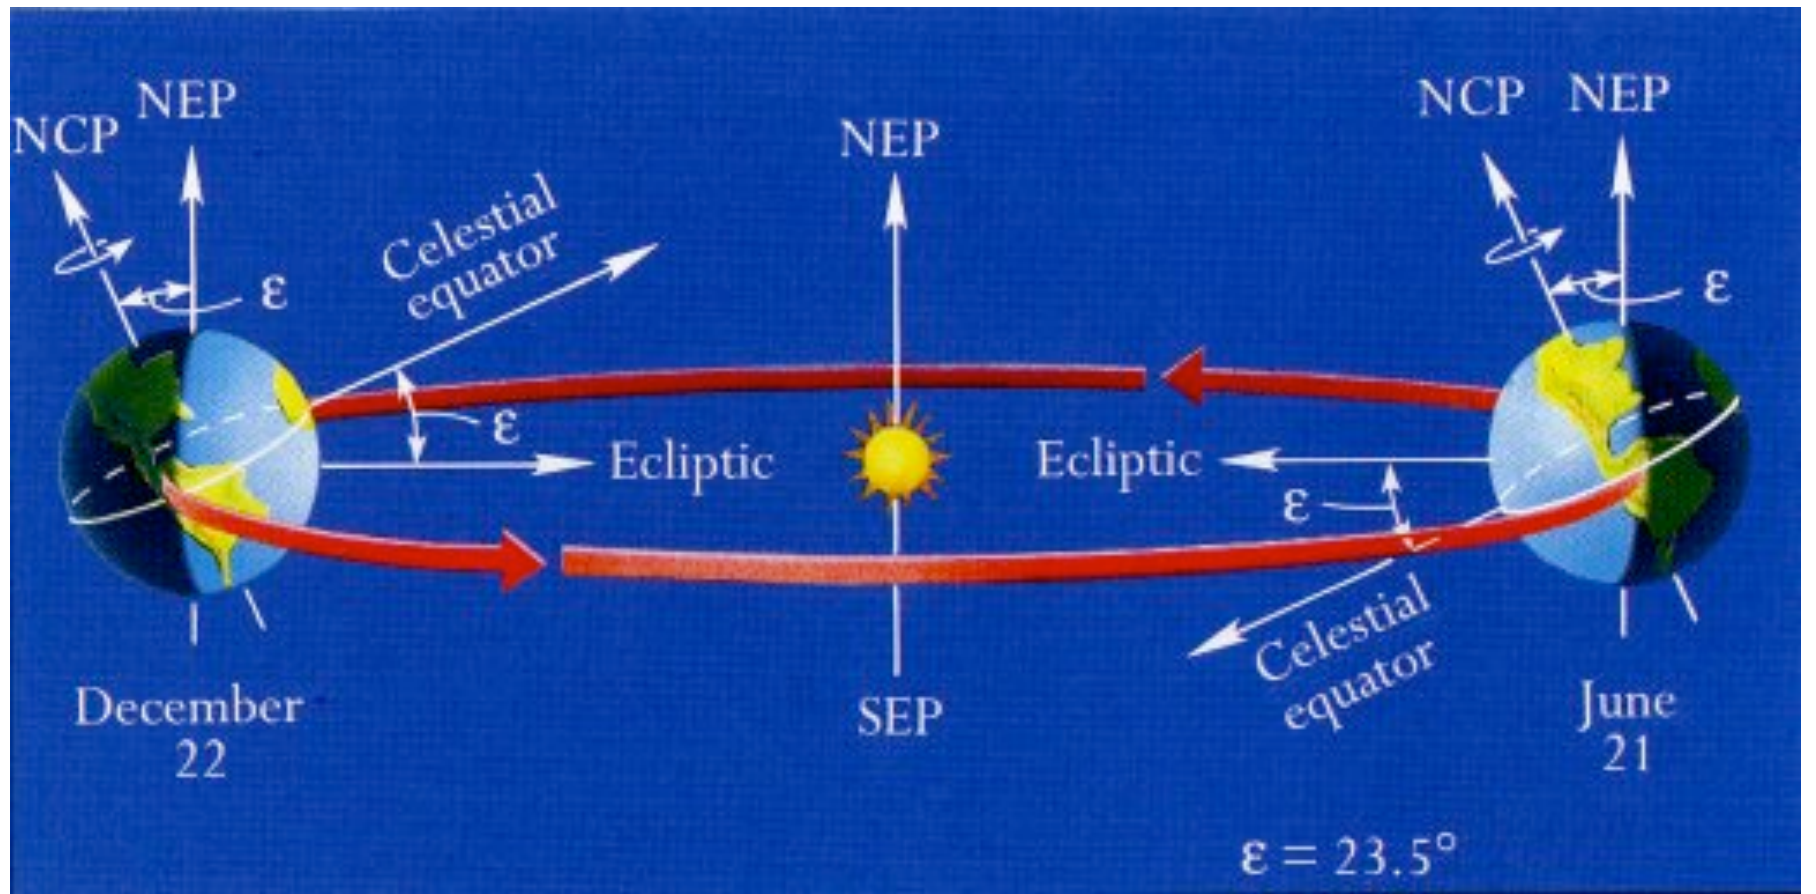 NCP
NEP
ε
Celestial
equator
ε
Ecliptic
December
22
NEP
SEP
NCP
NEP
ε
Ecliptic
ε
Celestial
equator
June
21
ε = 23.5°